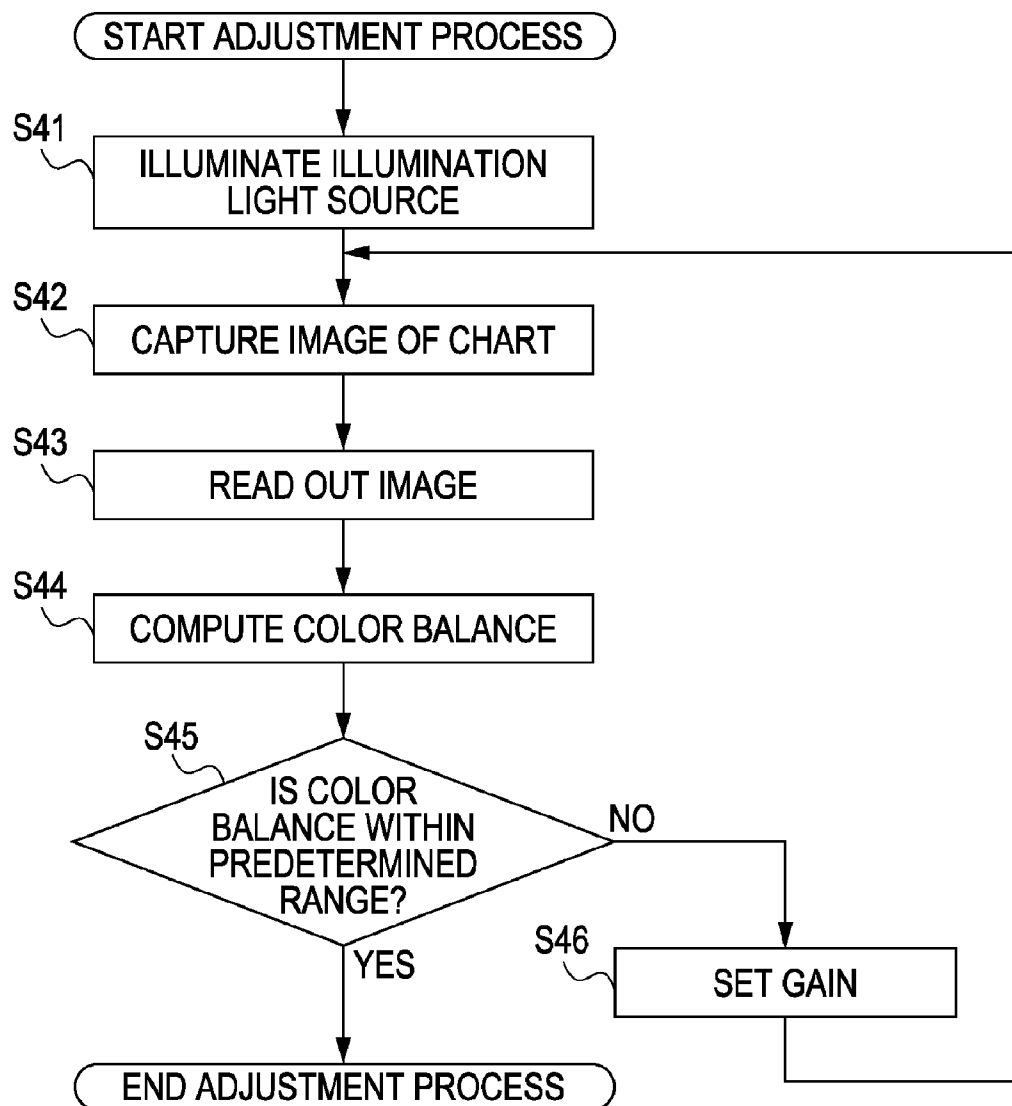 START ADJUSTMENT PROCESS
S41
ILLUMINATE ILLUMINATION
LIGHT SOURCE
S42
CAPTURE IMAGE OF CHART
S43
READ OUT IMAGE
S44
COMPUTE COLOR BALANCE
S45
IS COLOR
BALANCE WITHIN
PREDETERMINED
RANGE?
NO
YES
S46
SET GAIN
END ADJUSTMENT PROCESS